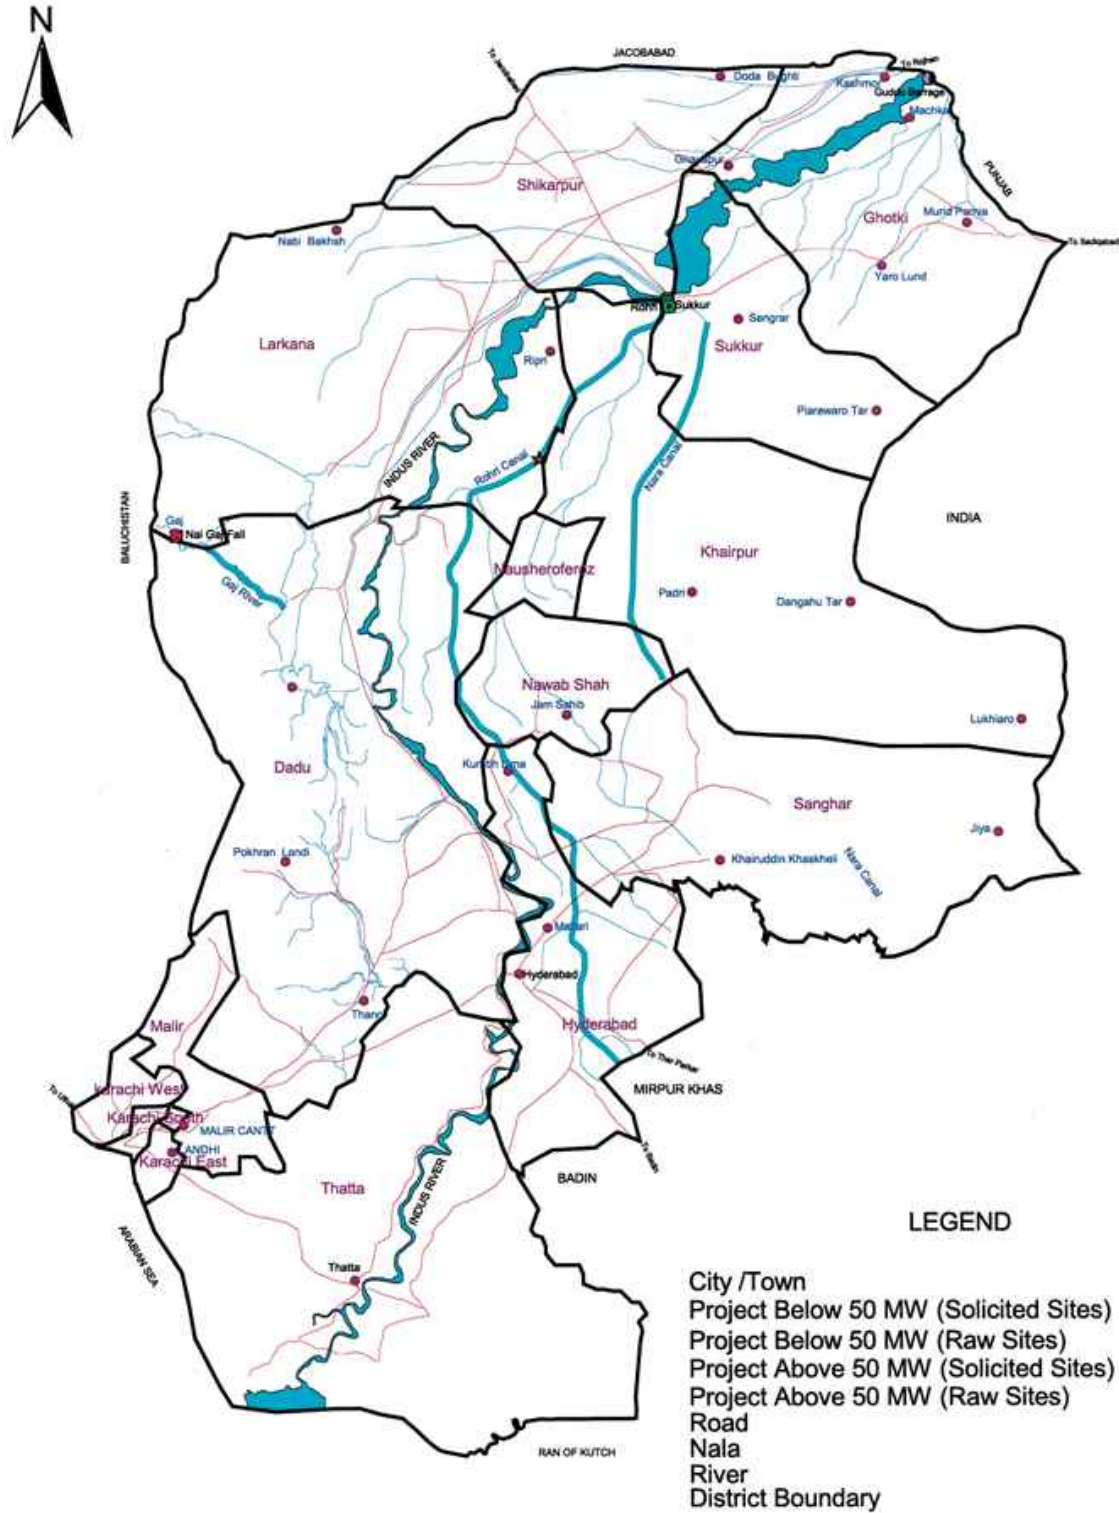 N
JACOBABAD
To Jacobabad
To Rojhan
Doda Bughti
Kashmor
Guddu Barrage
Machka
PUNJAB
Ghauspur
Shikarpur
Ghotki
Nabi Bakhsh
To Sadiqabad
Yaro Lund
Rohri
Sukkur
Sangrar
Sukkur
Larkana
Ripri
Piarewaro Tar
INDUS RIVER
Rohri Canal
Nara Canal
BALUCHISTAN
INDIA
Gaj
Nai Gaj Fall
Gaj River
Nausheroferoz
Khairpur
Padri
Dangahu Tar
Nawab Shah
Jam Sahib
Lukhiaro
Dadu
Sanghar
Jiya
Pokhran Landi
Khairuddin Khaskheli
Nara Canal
Matiari
Hyderabad
Malir
Hyderabad
To Thar Parkar
MIRPUR KHAS
karachi West
Karachi South
MALIR CANTT
LANDHI
Karachi East
To Badin
BADIN
Thatta
INDUS RIVER
ARABIAN SEA
Thatta
RAN OF KUTCH
LEGEND
City /Town
Project Below 50 MW (Solicited Sites)
Project Below 50 MW (Raw Sites)
Project Above 50 MW (Solicited Sites)
Project Above 50 MW (Raw Sites)
Road
Nala
River
District Boundary